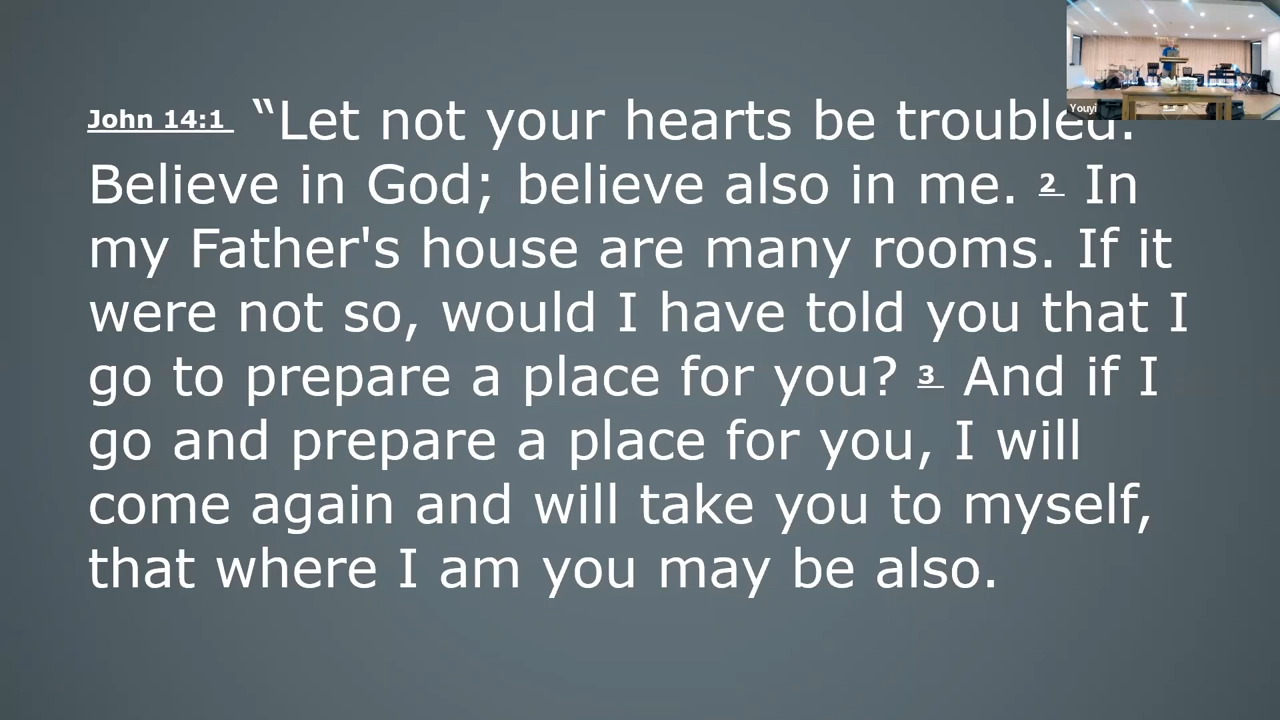 John 14:1 “Let not your hearts be troubled.
Believe in God; believe also in me. 2 In
my Father's house are many rooms. If it
were not so, would I have told you that I
go to prepare a place for you? 3 And if I
go and prepare a place for you, I will
come again and will take you to myself,
that where I am you may be also.
Youyi